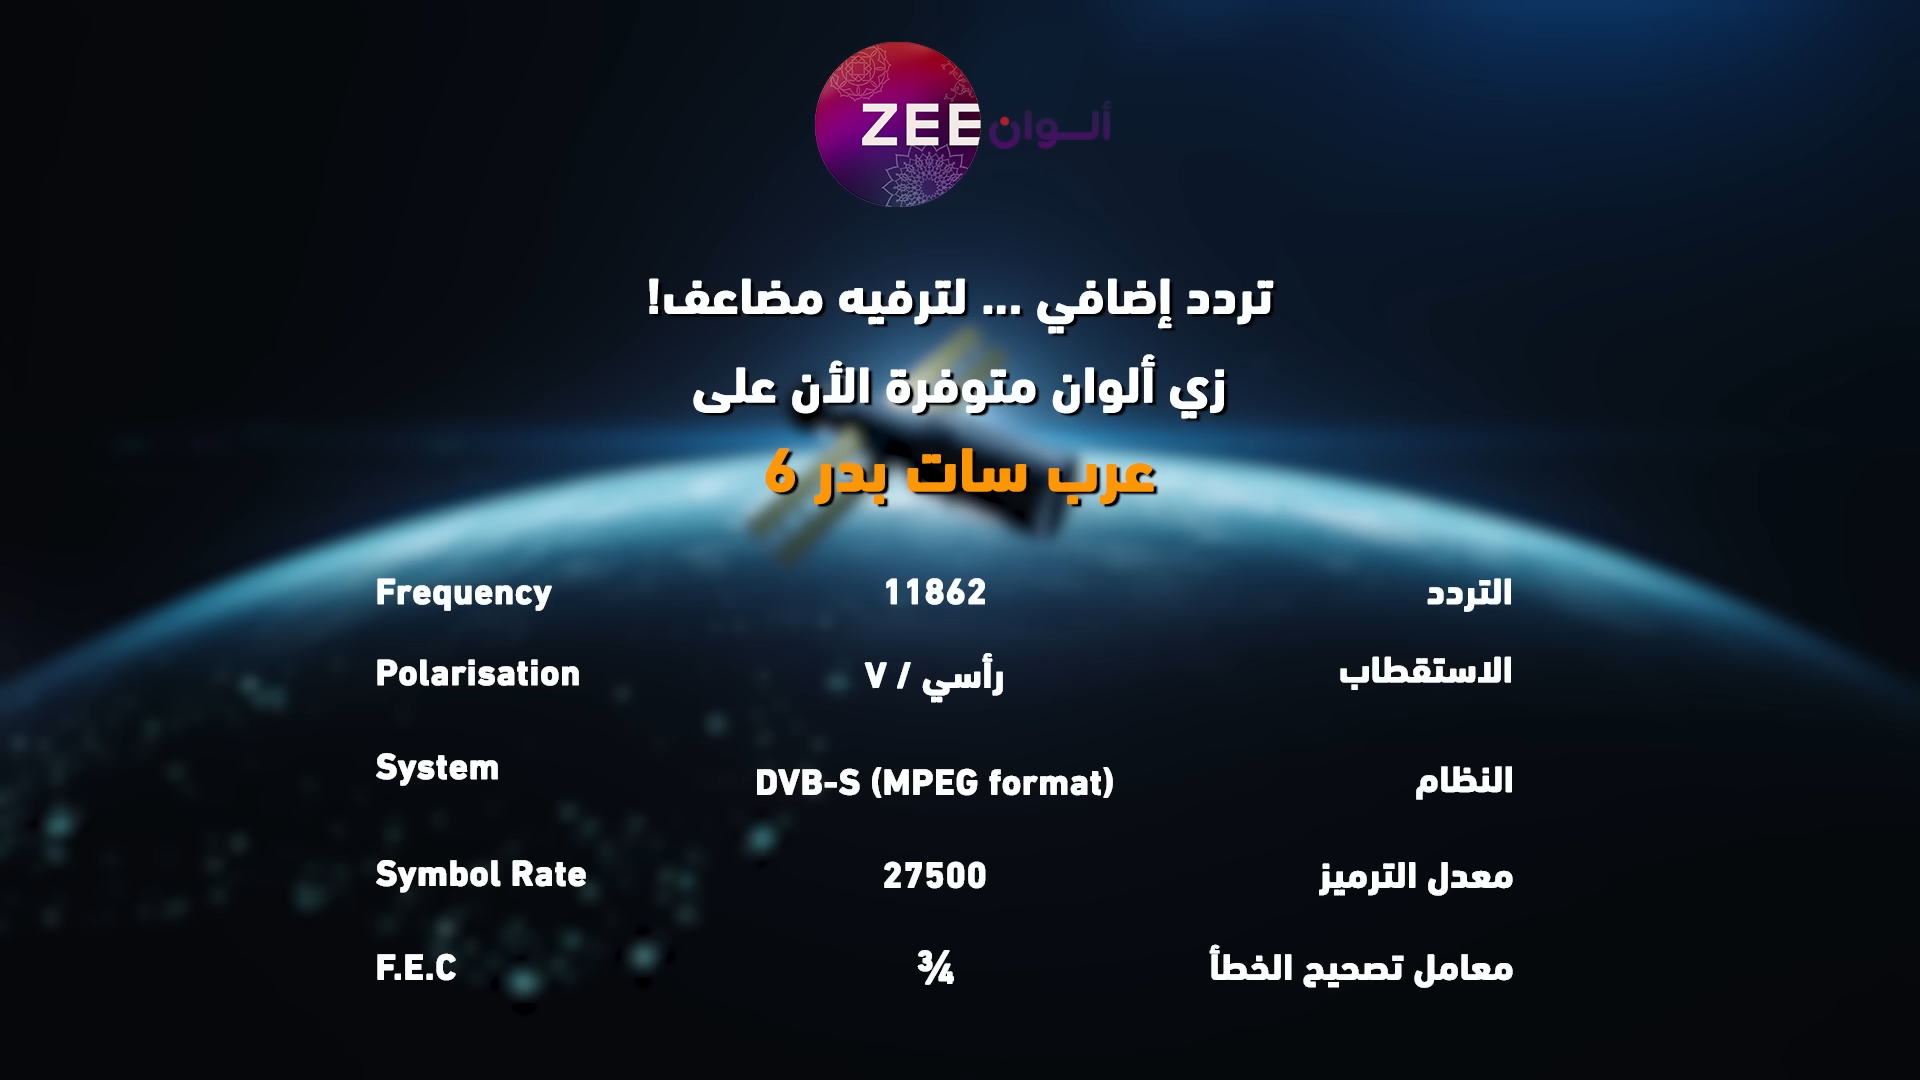 ZEE ألـوان
تردد إضافي ... لترفيه مضاعف!
زي ألوان متوفرة الأن على
عرب سات بدر 6
Frequency 11862 التردد
Polarisation رأسي / V الاستقطاب
System DVB-S (MPEG format) النظام
Symbol Rate 27500 معدل الترميز
F.E.C ¾ معامل تصحيح الخطأ